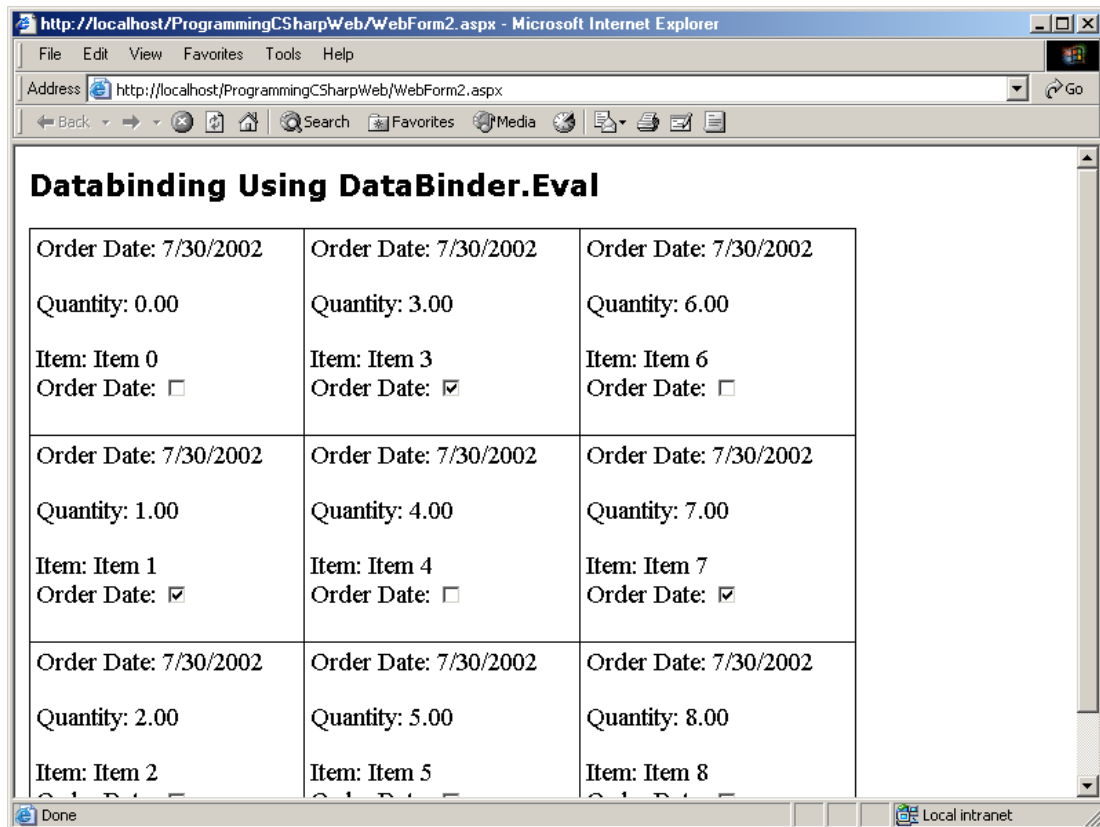 http://localhost/ProgrammingCSharpWeb/WebForm2.aspx - Microsoft Internet Explorer
File Edit View Favorites Tools Help
Address http://localhost/ProgrammingCSharpWeb/WebForm2.aspx Go
Back Search Favorites Media
Databinding Using DataBinder.Eval
Order Date: 7/30/2002 Order Date: 7/30/2002 Order Date: 7/30/2002
Quantity: 0.00 Quantity: 3.00 Quantity: 6.00
Item: Item 0 Item: Item 3 Item: Item 6
Order Date: Order Date: Order Date:
Order Date: 7/30/2002 Order Date: 7/30/2002 Order Date: 7/30/2002
Quantity: 1.00 Quantity: 4.00 Quantity: 7.00
Item: Item 1 Item: Item 4 Item: Item 7
Order Date: Order Date: Order Date:
Order Date: 7/30/2002 Order Date: 7/30/2002 Order Date: 7/30/2002
Quantity: 2.00 Quantity: 5.00 Quantity: 8.00
Item: Item 2 Item: Item 5 Item: Item 8
Done Local intranet